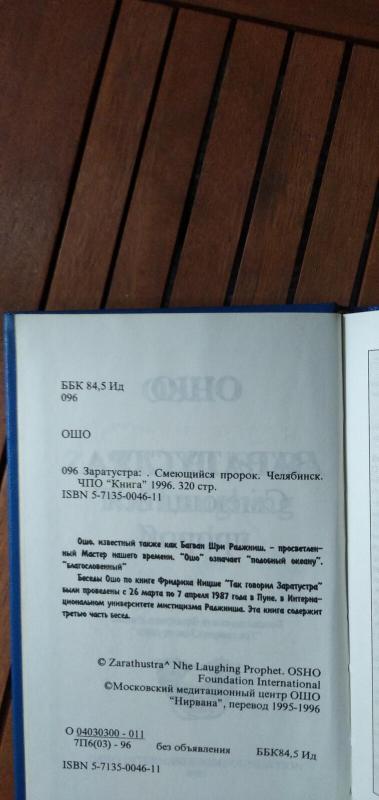 ББК 84,5 Ид
096
ОШО
096 Заратустра: . Смеющийся пророк. Челябинск.
ЧПО "Книга" 1996. 320 стр.
ISBN 5-7135-0046-11
Ошо, известный также как Багван Шри Раджниш, - просветлен-
ный Мастер нашего времени. "Ошо" означает "подобный океану",
"благословенный"
Беседы Ошо по книге Фридриха Ницше "Так говорил Заратустра"
были проведены с 26 марта по 7 апреля 1987 года в Пуне, в Интерна-
циональном университете мистицизма Раджниша. Эта книга содержит
третью часть бесед.
© Zarathustra^ Nhe Laughing Prophet. OSHO
Foundation International
©Московский медитационный центр ОШО
"Нирвана", перевод 1995-1996
О 04030300 - 011
7П6(03) - 96 без объявления ББК84,5 Ид
ISBN 5-7135-0046-11